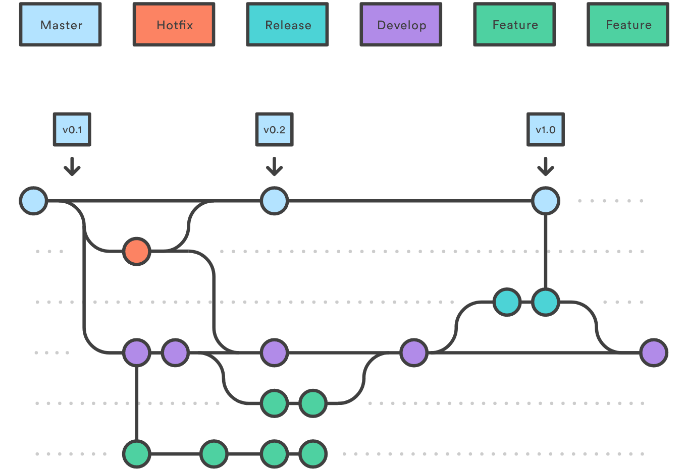 Master
Hotfix
Release
Develop
Feature
Feature
v0.1
v0.2
v1.0